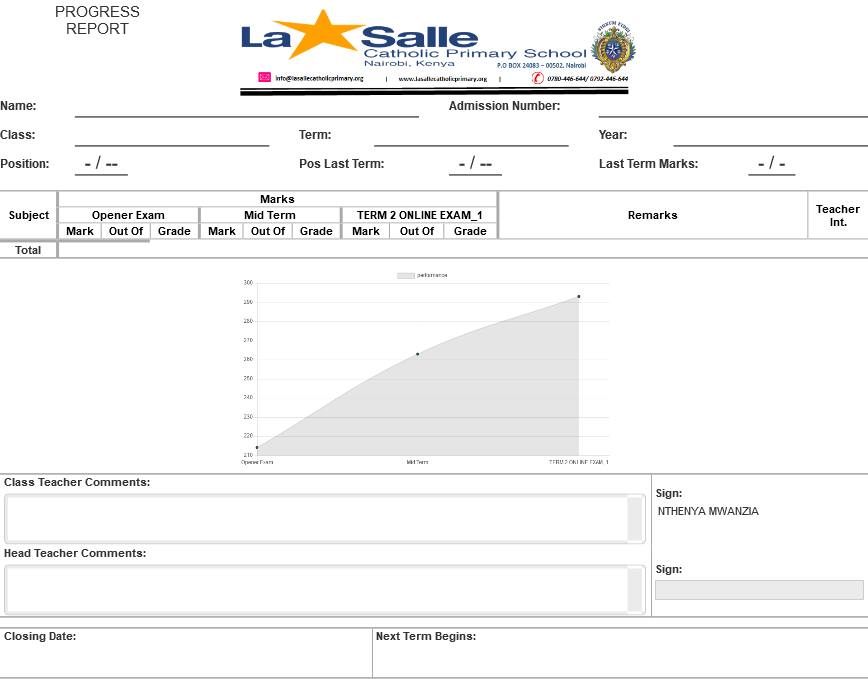 PROGRESS
REPORT
La Salle
Catholic Primary School
Nairobi, Kenya
P.O BOX 24083 – 00502. Nairobi
info@lasallecatholicprimary.org | www.lasallecatholicprimary.org | 0780-446-644/ 0792-446-644
Name: Admission Number:
Class: Term: Year:
Position: - / -- Pos Last Term: - / -- Last Term Marks: - / -
Subject Marks Remarks Teacher Int.
Opener Exam Mid Term TERM 2 ONLINE EXAM_1
Mark Out Of Grade Mark Out Of Grade Mark Out Of Grade
Total
performance
300
290
280
270
260
250
240
230
220
210
Opener Exam Mid Term TERM 2 ONLINE EXAM_1
Class Teacher Comments:
Sign:
NTHENYA MWANZIA
Head Teacher Comments:
Sign:
Closing Date: Next Term Begins: